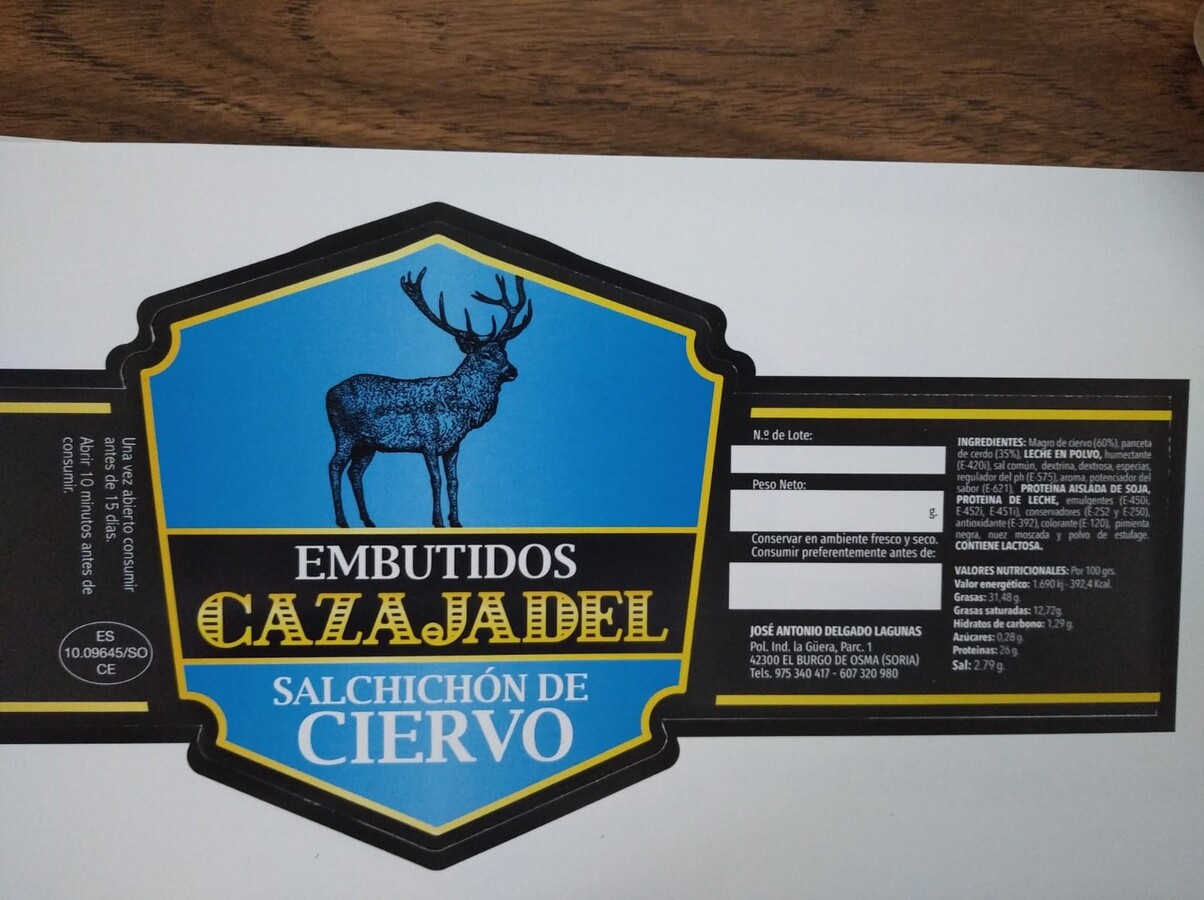 Una vez abierto consumir
antes de 15 días.
Abrir 10 minutos antes de
consumir.
ES
10.09645/SO
CE
EMBUTIDOS
CAZAJADEL
SALCHICHÓN DE
CIERVO
N.º de Lote:
Peso Neto:
g.
Conservar en ambiente fresco y seco.
Consumir preferentemente antes de:
JOSÉ ANTONIO DELGADO LAGUNAS
Pol. Ind. la Güera, Parc. 1
42300 EL BURGO DE OSMA (SORIA)
Tels. 975 340 417 - 607 320 980
INGREDIENTES: Magro de ciervo (60%), panceta
de cerdo (35%), LECHE EN POLVO, humectante
(E-420i), sal común, dextrina, dextrosa, especias,
regulador del ph (E-575), aroma, potenciador del
sabor (E-621), PROTEÍNA AISLADA DE SOJA,
PROTEINA DE LECHE, emulgentes (E-450i,
E-452i, E-451i), conservadores (E-252 y E-250),
antioxidante (E-392), colorante (E-120), pimienta
negra, nuez moscada y polvo de estufage.
CONTIENE LACTOSA.
VALORES NUTRICIONALES: Por 100 grs.
Valor energético: 1.690 kj - 392,4 Kcal.
Grasas: 31,48 g.
Grasas saturadas: 12,72g.
Hidratos de carbono: 1,29 g.
Azúcares: 0,28 g.
Proteinas: 26 g.
Sal: 2.79 g.